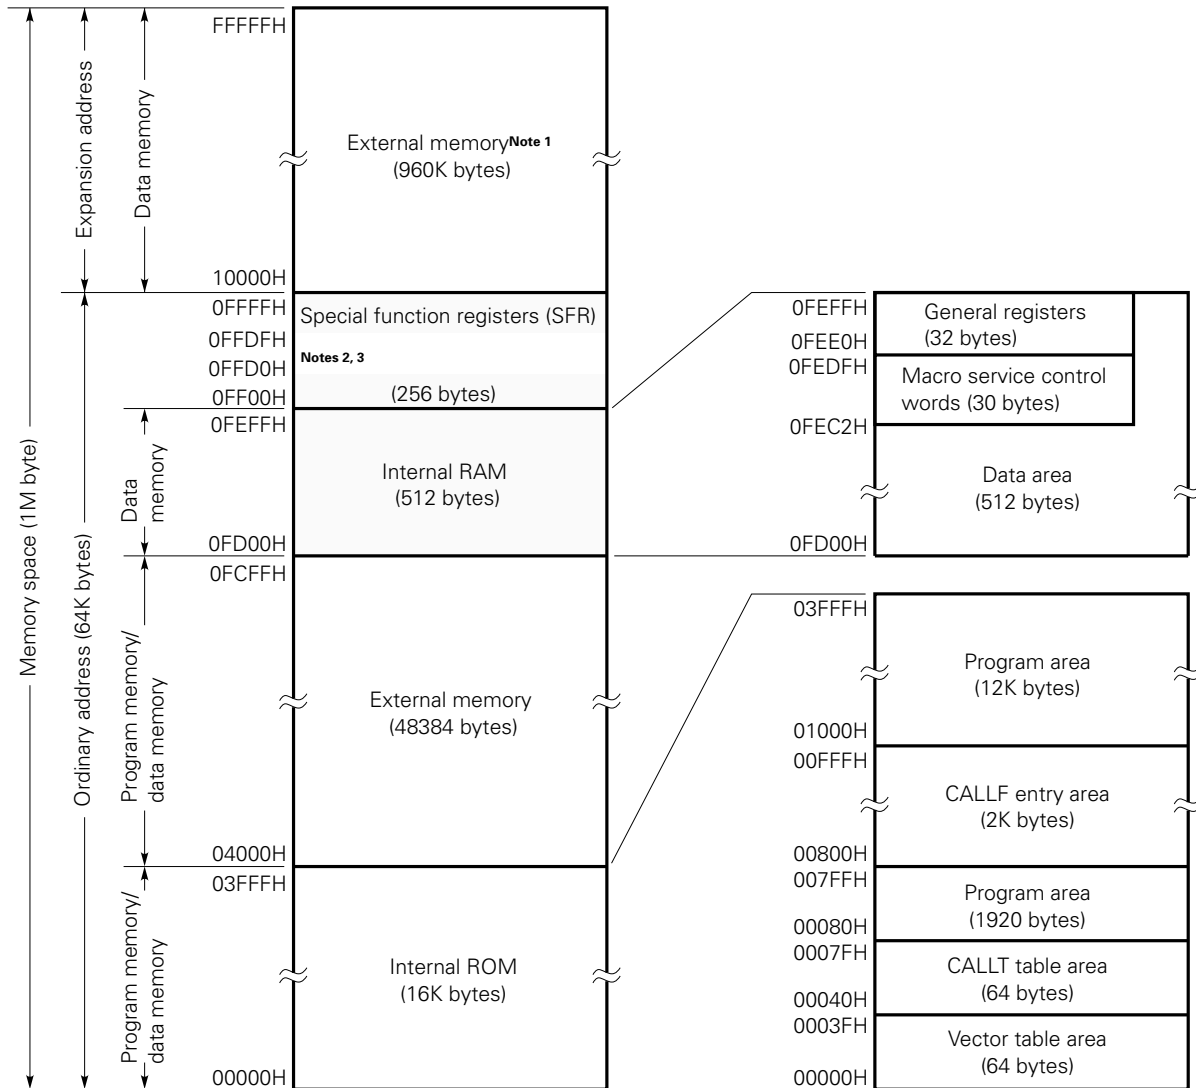 Memory space (1M byte)
Expansion address
Ordinary address (64K bytes)
Data memory
Data
memory
Program memory/
data memory
Program memory/
data memory
FFFFFH
External memory Note 1
(960K bytes)
10000H
0FFFFH
Special function registers (SFR)
0FFDFH
Notes 2, 3
0FFD0H
0FF00H
(256 bytes)
0FEFFH
Internal RAM
(512 bytes)
0FD00H
0FCFFH
External memory
(48384 bytes)
04000H
03FFFH
Internal ROM
(16K bytes)
00000H
0FEFFH
General registers
(32 bytes)
0FEE0H
0FEDFH
Macro service control
words (30 bytes)
0FEC2H
Data area
(512 bytes)
0FD00H
03FFFH
Program area
(12K bytes)
01000H
00FFFH
CALLF entry area
(2K bytes)
00800H
007FFH
Program area
(1920 bytes)
00080H
0007FH
CALLT table area
(64 bytes)
00040H
0003FH
Vector table area
(64 bytes)
00000H